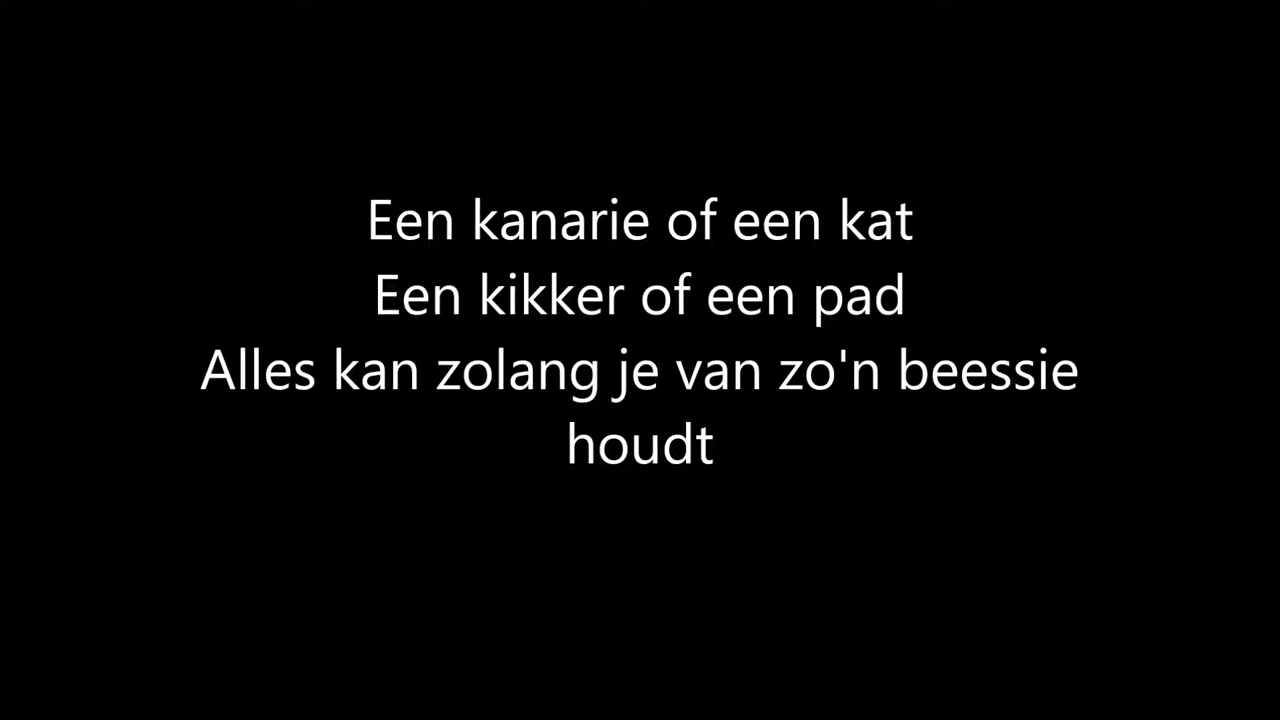 Een kanarie of een kat
Een kikker of een pad
Alles kan zolang je van zo'n beessie
houdt